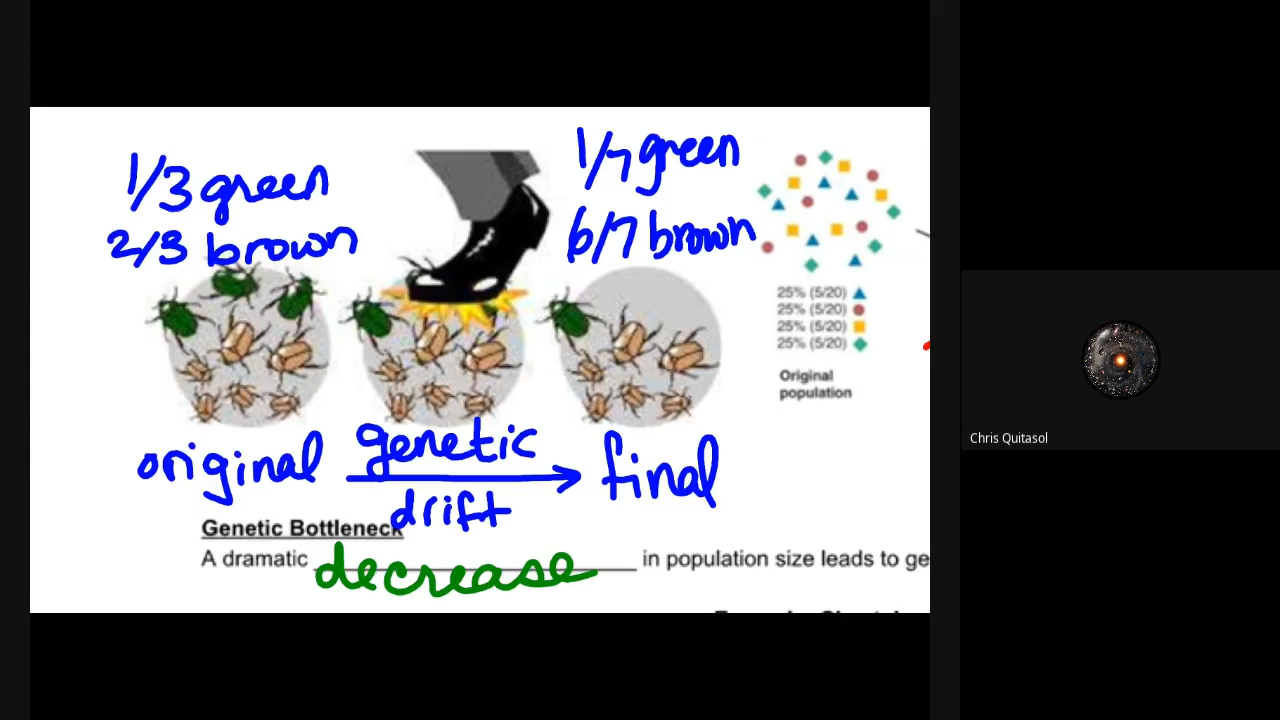 1/3 green
2/3 brown
1/7 green
6/7 brown
original
genetic
drift
final
25% (5/20)
25% (5/20)
25% (5/20)
25% (5/20)
Original
population
Genetic Bottleneck
A dramatic decrease in population size leads to ge
Chris Quitasol